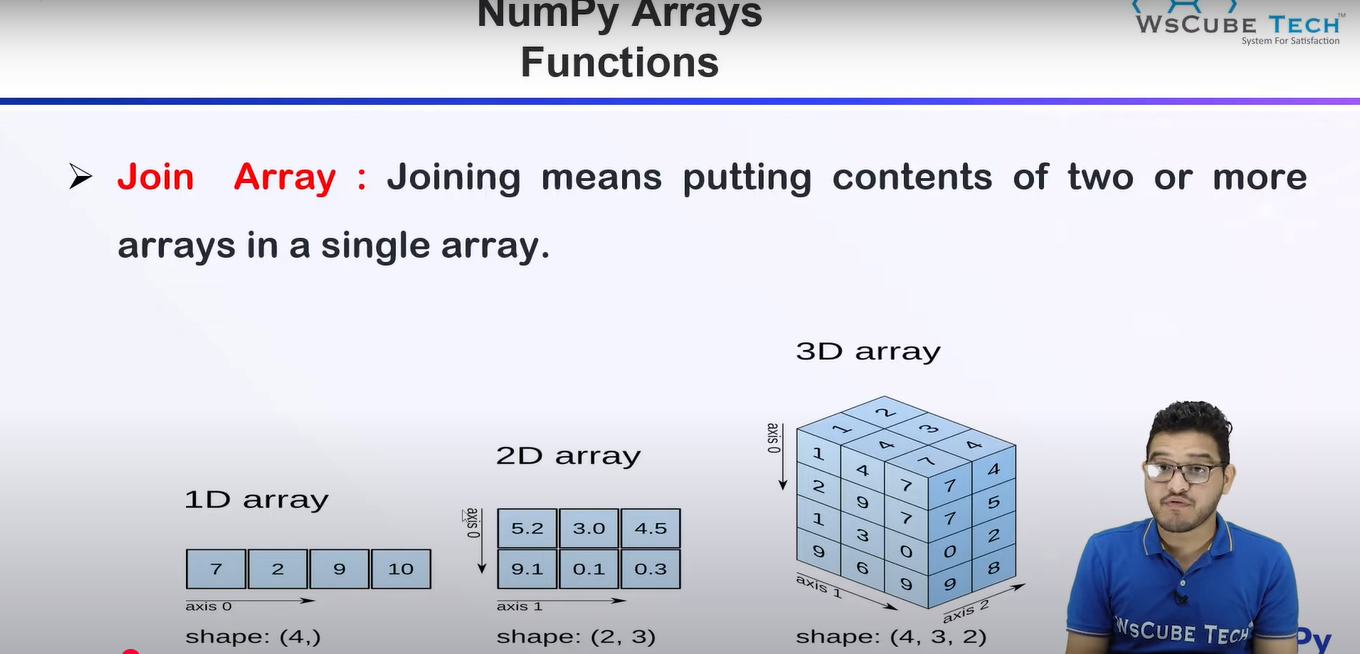 NumPy Arrays
Functions
WSCUBE TECH™
System For Satisfaction
➢ Join Array : Joining means putting contents of two or more
arrays in a single array.
1D array
7 2 9 10
axis 0
shape: (4,)
2D array
axis 0
5.2 3.0 4.5
9.1 0.1 0.3
axis 1
shape: (2, 3)
3D array
axis 0
2
1 3
4 4
7
1 4 7 7 4
2 9 7 7 5
1 3 0 0 2
9 6 9 9 8
axis 1
axis 2
shape: (4, 3, 2)
WSCUBE TECH
Py